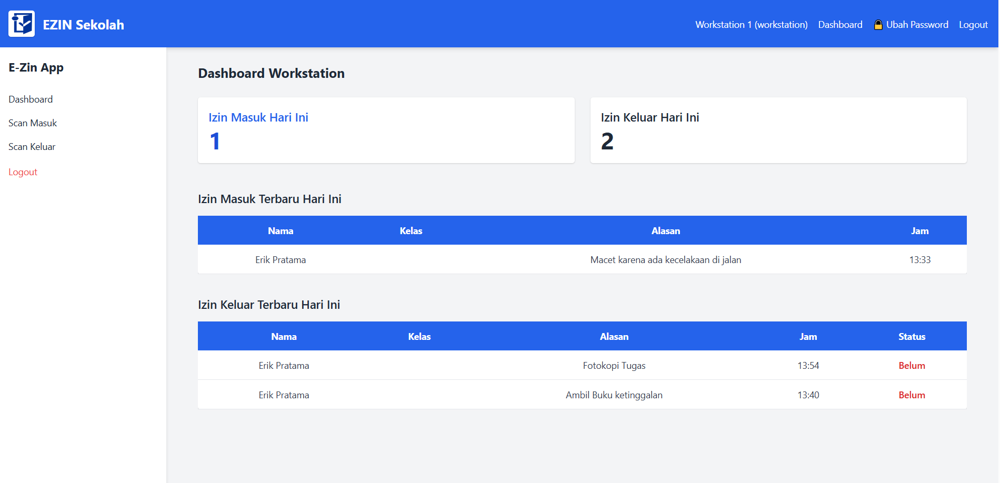 EZIN Sekolah
Workstation 1 (workstation) Dashboard Ubah Password Logout
E-Zin App
Dashboard
Scan Masuk
Scan Keluar
Logout
Dashboard Workstation
Izin Masuk Hari Ini
1
Izin Keluar Hari Ini
2
Izin Masuk Terbaru Hari Ini
Nama Kelas Alasan Jam
Erik Pratama Macet karena ada kecelakaan di jalan 13:33
Izin Keluar Terbaru Hari Ini
Nama Kelas Alasan Jam Status
Erik Pratama Fotokopi Tugas 13:54 Belum
Erik Pratama Ambil Buku ketinggalan 13:40 Belum